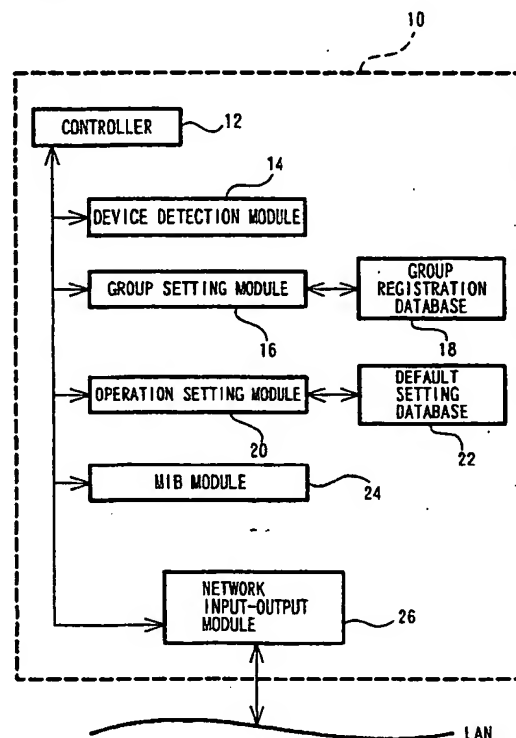 10
CONTROLLER
12
14
DEVICE DETECTION MODULE
GROUP SETTING MODULE
16
GROUP
REGISTRATION
DATABASE
18
OPERATION SETTING MODULE
20
DEFAULT
SETTING
DATABASE
22
MIB MODULE
24
NETWORK
INPUT-OUTPUT
MODULE
26
LAN